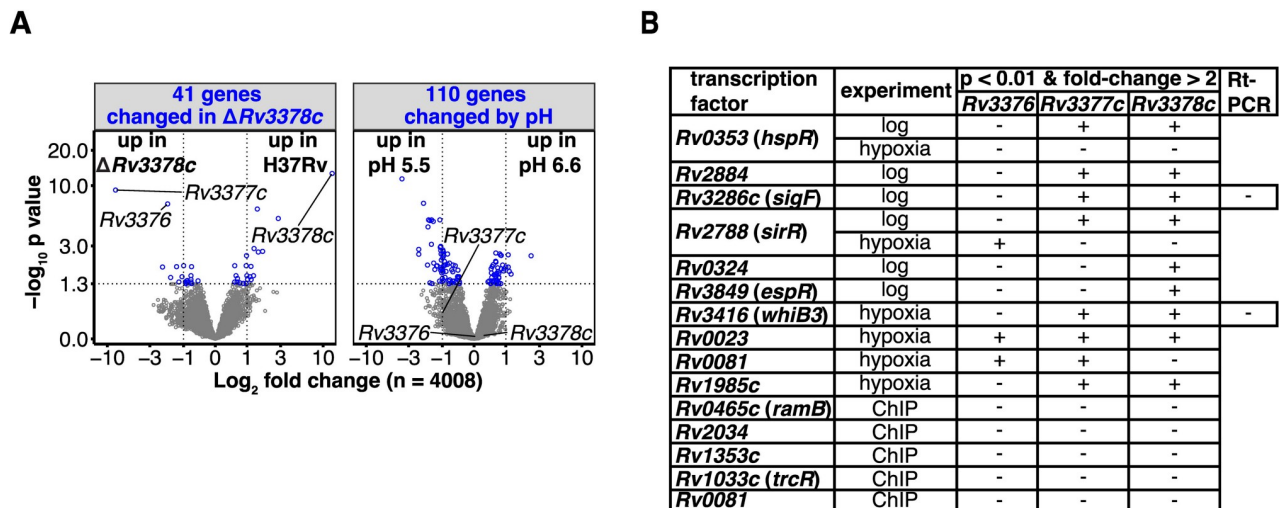 A
B
41 genes
changed in ΔRv3378c
110 genes
changed by pH
up in
ΔRv3378c
up in
H37Rv
up in
pH 5.5
up in
pH 6.6
Rv3377c
Rv3376
Rv3378c
Rv3377c
Rv3376
Rv3378c
−log10 p value
20.0
10.0
3.0
1.3
0.0
−10 −3 −1 0 1 3 10
−10 −3 −1 0 1 3 10
Log2 fold change (n = 4008)
transcription factor experiment p < 0.01 & fold-change > 2 Rt-PCR
Rv3376 Rv3377c Rv3378c
Rv0353 (hspR) log - + +
hypoxia - - -
Rv2884 log - + +
Rv3286c (sigF) log - + + -
Rv2788 (sirR) log - + +
hypoxia + - -
Rv0324 log - - +
Rv3849 (espR) log - - +
Rv3416 (whiB3) hypoxia - + + -
Rv0023 hypoxia + + +
Rv0081 hypoxia + + -
Rv1985c hypoxia - + +
Rv0465c (ramB) ChIP - - -
Rv2034 ChIP - - -
Rv1353c ChIP - - -
Rv1033c (trcR) ChIP - - -
Rv0081 ChIP - - -